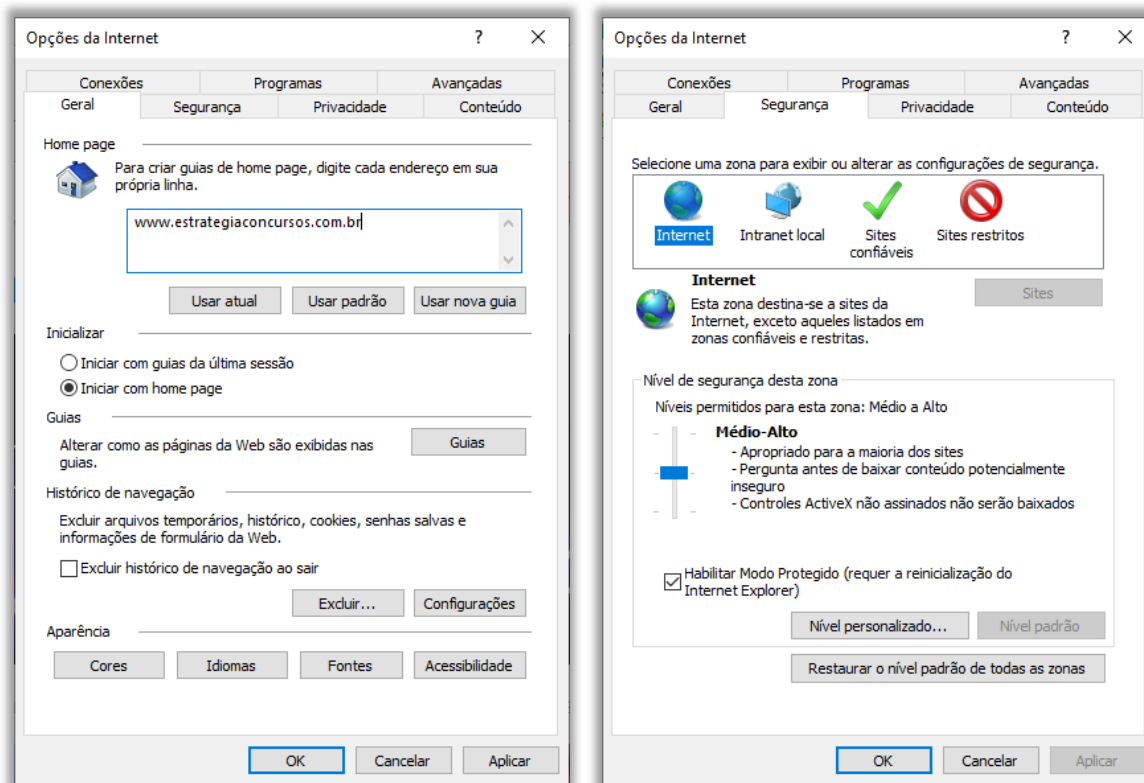 Opções da Internet ? X
Conexões Programas Avançadas
Geral Segurança Privacidade Conteúdo
Home page
Para criar guias de home page, digite cada endereço em sua
própria linha.
www.estrategiaconcursos.com.br
Usar atual Usar padrão Usar nova guia
Inicializar
Iniciar com guias da última sessão
Iniciar com home page
Guias
Alterar como as páginas da Web são exibidas nas
guias.
Guias
Histórico de navegação
Excluir arquivos temporários, histórico, cookies, senhas salvas e
informações de formulário da Web.
Excluir histórico de navegação ao sair
Excluir... Configurações
Aparência
Cores Idiomas Fontes Acessibilidade
OK Cancelar Aplicar
Opções da Internet ? X
Conexões Programas Avançadas
Geral Segurança Privacidade Conteúdo
Selecione uma zona para exibir ou alterar as configurações de segurança.
Internet Intranet local Sites Sites restritos
confiáveis
Internet
Esta zona destina-se a sites da
Internet, exceto aqueles listados em
zonas confiáveis e restritas.
Sites
Nível de segurança desta zona
Níveis permitidos para esta zona: Médio a Alto
Médio-Alto
- Apropriado para a maioria dos sites
- Pergunta antes de baixar conteúdo potencialmente
inseguro
- Controles ActiveX não assinados não serão baixados
Habilitar Modo Protegido (requer a reinicialização do
Internet Explorer)
Nível personalizado... Nível padrão
Restaurar o nível padrão de todas as zonas
OK Cancelar Aplicar